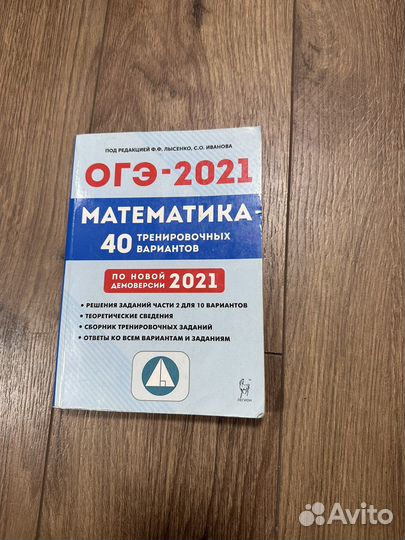 ПОД РЕДАКЦИЕЙ Ф.Ф. ЛЫСЕНКО, С.О. ИВАНОВА
ОГЭ-2021
МАТЕМАТИКА
40 ТРЕНИРОВОЧНЫХ
ВАРИАНТОВ
ПО НОВОЙ
ДЕМОВЕРСИИ 2021
• РЕШЕНИЯ ЗАДАНИЙ ЧАСТИ 2 ДЛЯ 10 ВАРИАНТОВ
• ТЕОРЕТИЧЕСКИЕ СВЕДЕНИЯ
• СБОРНИК ТРЕНИРОВОЧНЫХ ЗАДАНИЙ
• ОТВЕТЫ КО ВСЕМ ВАРИАНТАМ И ЗАДАНИЯМ
ЛЕГИОН
Avito